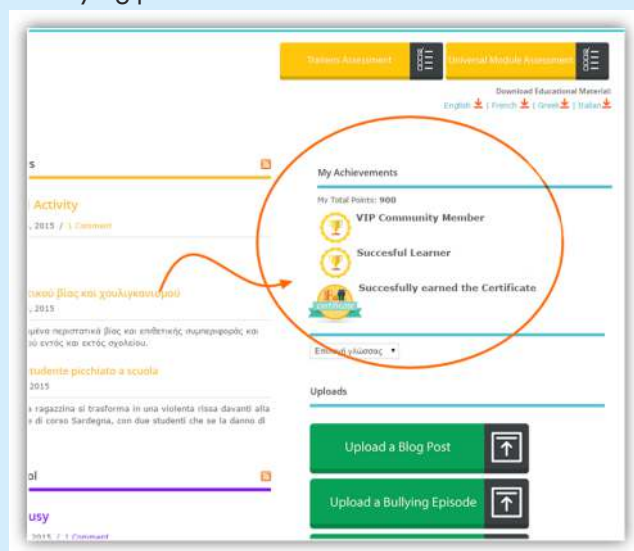 Trainers Assessment
Universal Module Assessment
Download Educational Material:
English | French | Greek | Italian
s
My Achievements
My Total Points: 900
Activity
, 2015 / 1 Comment
VIP Community Member
Succesful Learner
Succesfully earned the Certificate
βίας και χουλιγκανισμού
, 2015
περιστατικά βίας και επιθετικής συμπεριφοράς και
εντός και εκτός σχολείου.
Επιλογή γλώσσας
studente picchiato a scuola
2015
Uploads
ragazzina si trasforma in una violenta rissa davanti alla
di corso Sardegna, con due studenti che se la danno di
Upload a Blog Post
ol
Upload a Bullying Episode
usy
2015 / 1 Comment